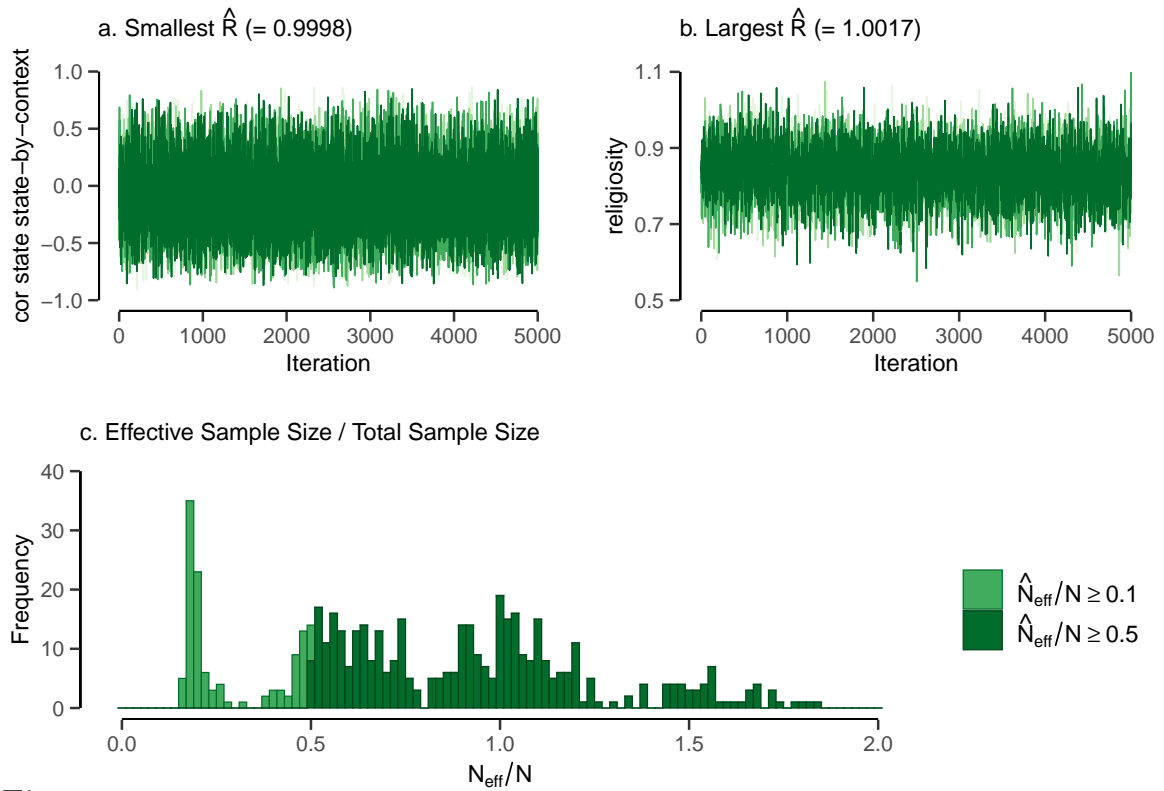 a. Smallest R̂ (= 0.9998)
cor state state−by−context
1.0
0.5
0.0
−0.5
−1.0
0 1000 2000 3000 4000 5000
Iteration
b. Largest R̂ (= 1.0017)
religiosity
1.1
0.9
0.7
0.5
0 1000 2000 3000 4000 5000
Iteration
c. Effective Sample Size / Total Sample Size
Frequency
40
30
20
10
0
0.0 0.5 1.0 1.5 2.0
Neff/N
N̂eff/N ≥ 0.1
N̂eff/N ≥ 0.5